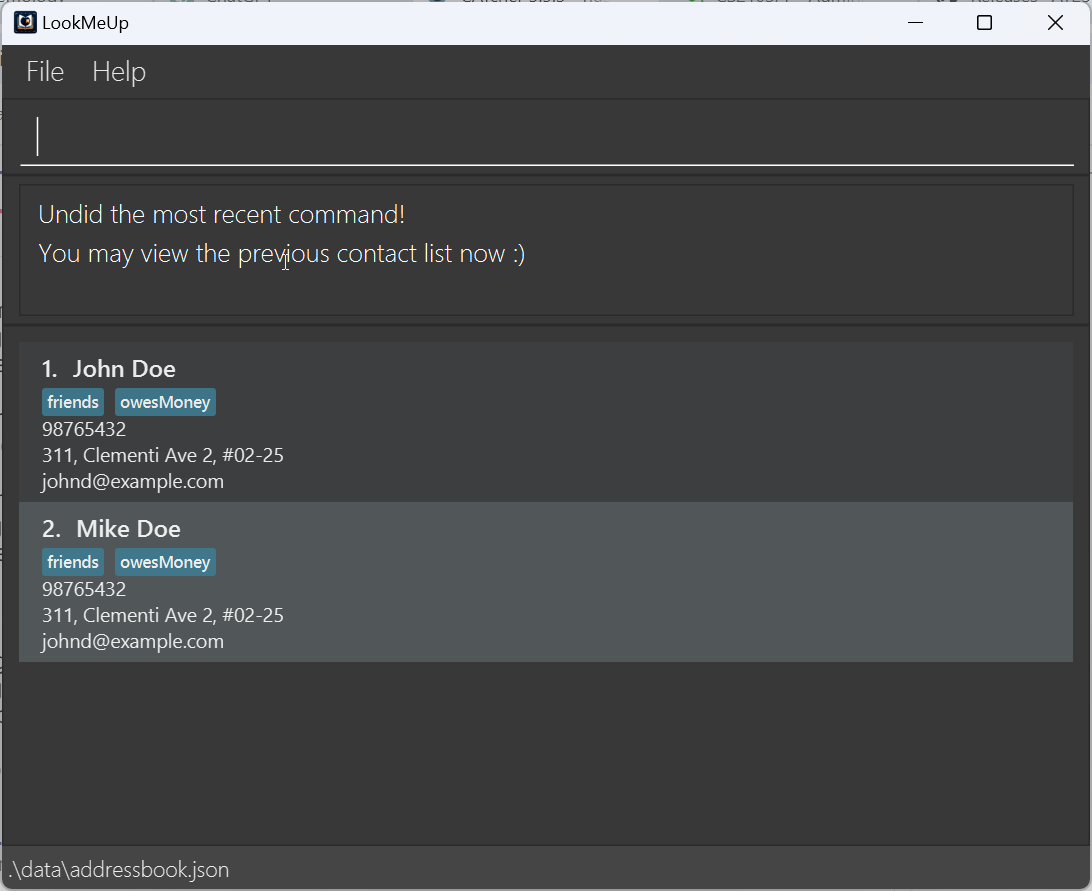 LookMeUp
File Help
Undid the most recent command!
You may view the previous contact list now :)
1. John Doe
friends owesMoney
98765432
311, Clementi Ave 2, #02-25
johnd@example.com
2. Mike Doe
friends owesMoney
98765432
311, Clementi Ave 2, #02-25
johnd@example.com
.\data\addressbook.json